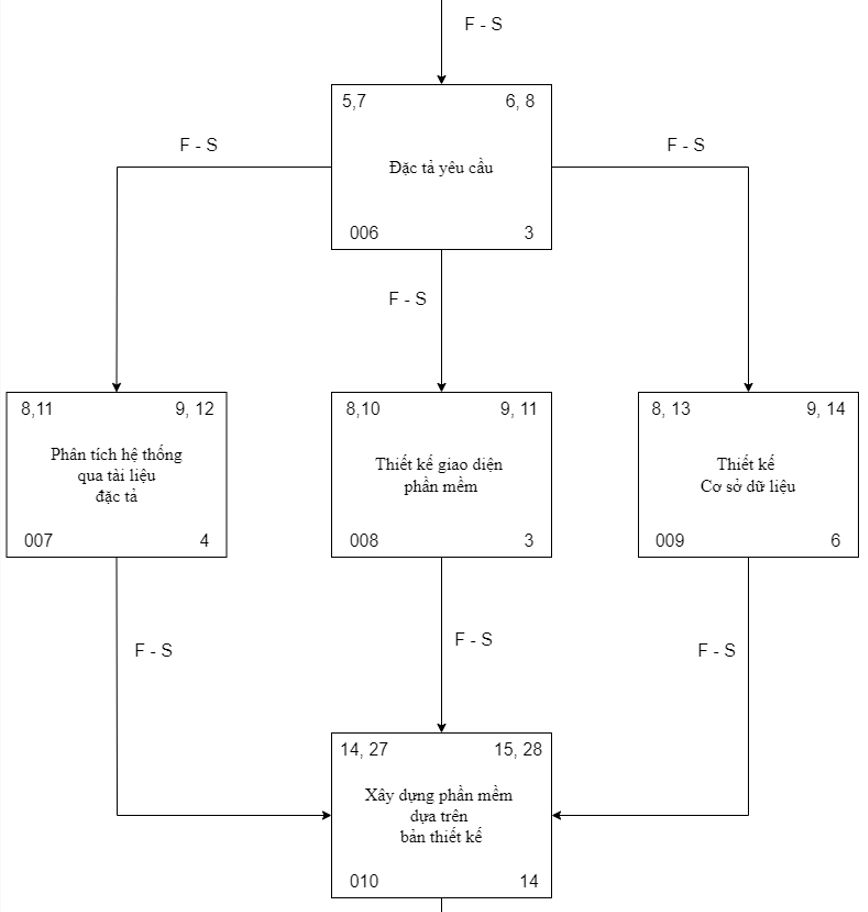 F - S
5,7
6, 8
Đặc tả yêu cầu
006
3
F - S
F - S
F - S
8,11
9, 12
Phân tích hệ thống
qua tài liệu
đặc tả
007
4
8,10
9, 11
Thiết kế giao diện
phần mềm
008
3
8, 13
9, 14
Thiết kế
Cơ sở dữ liệu
009
6
F - S
F - S
F - S
14, 27
15, 28
Xây dựng phần mềm
dựa trên
bản thiết kế
010
14